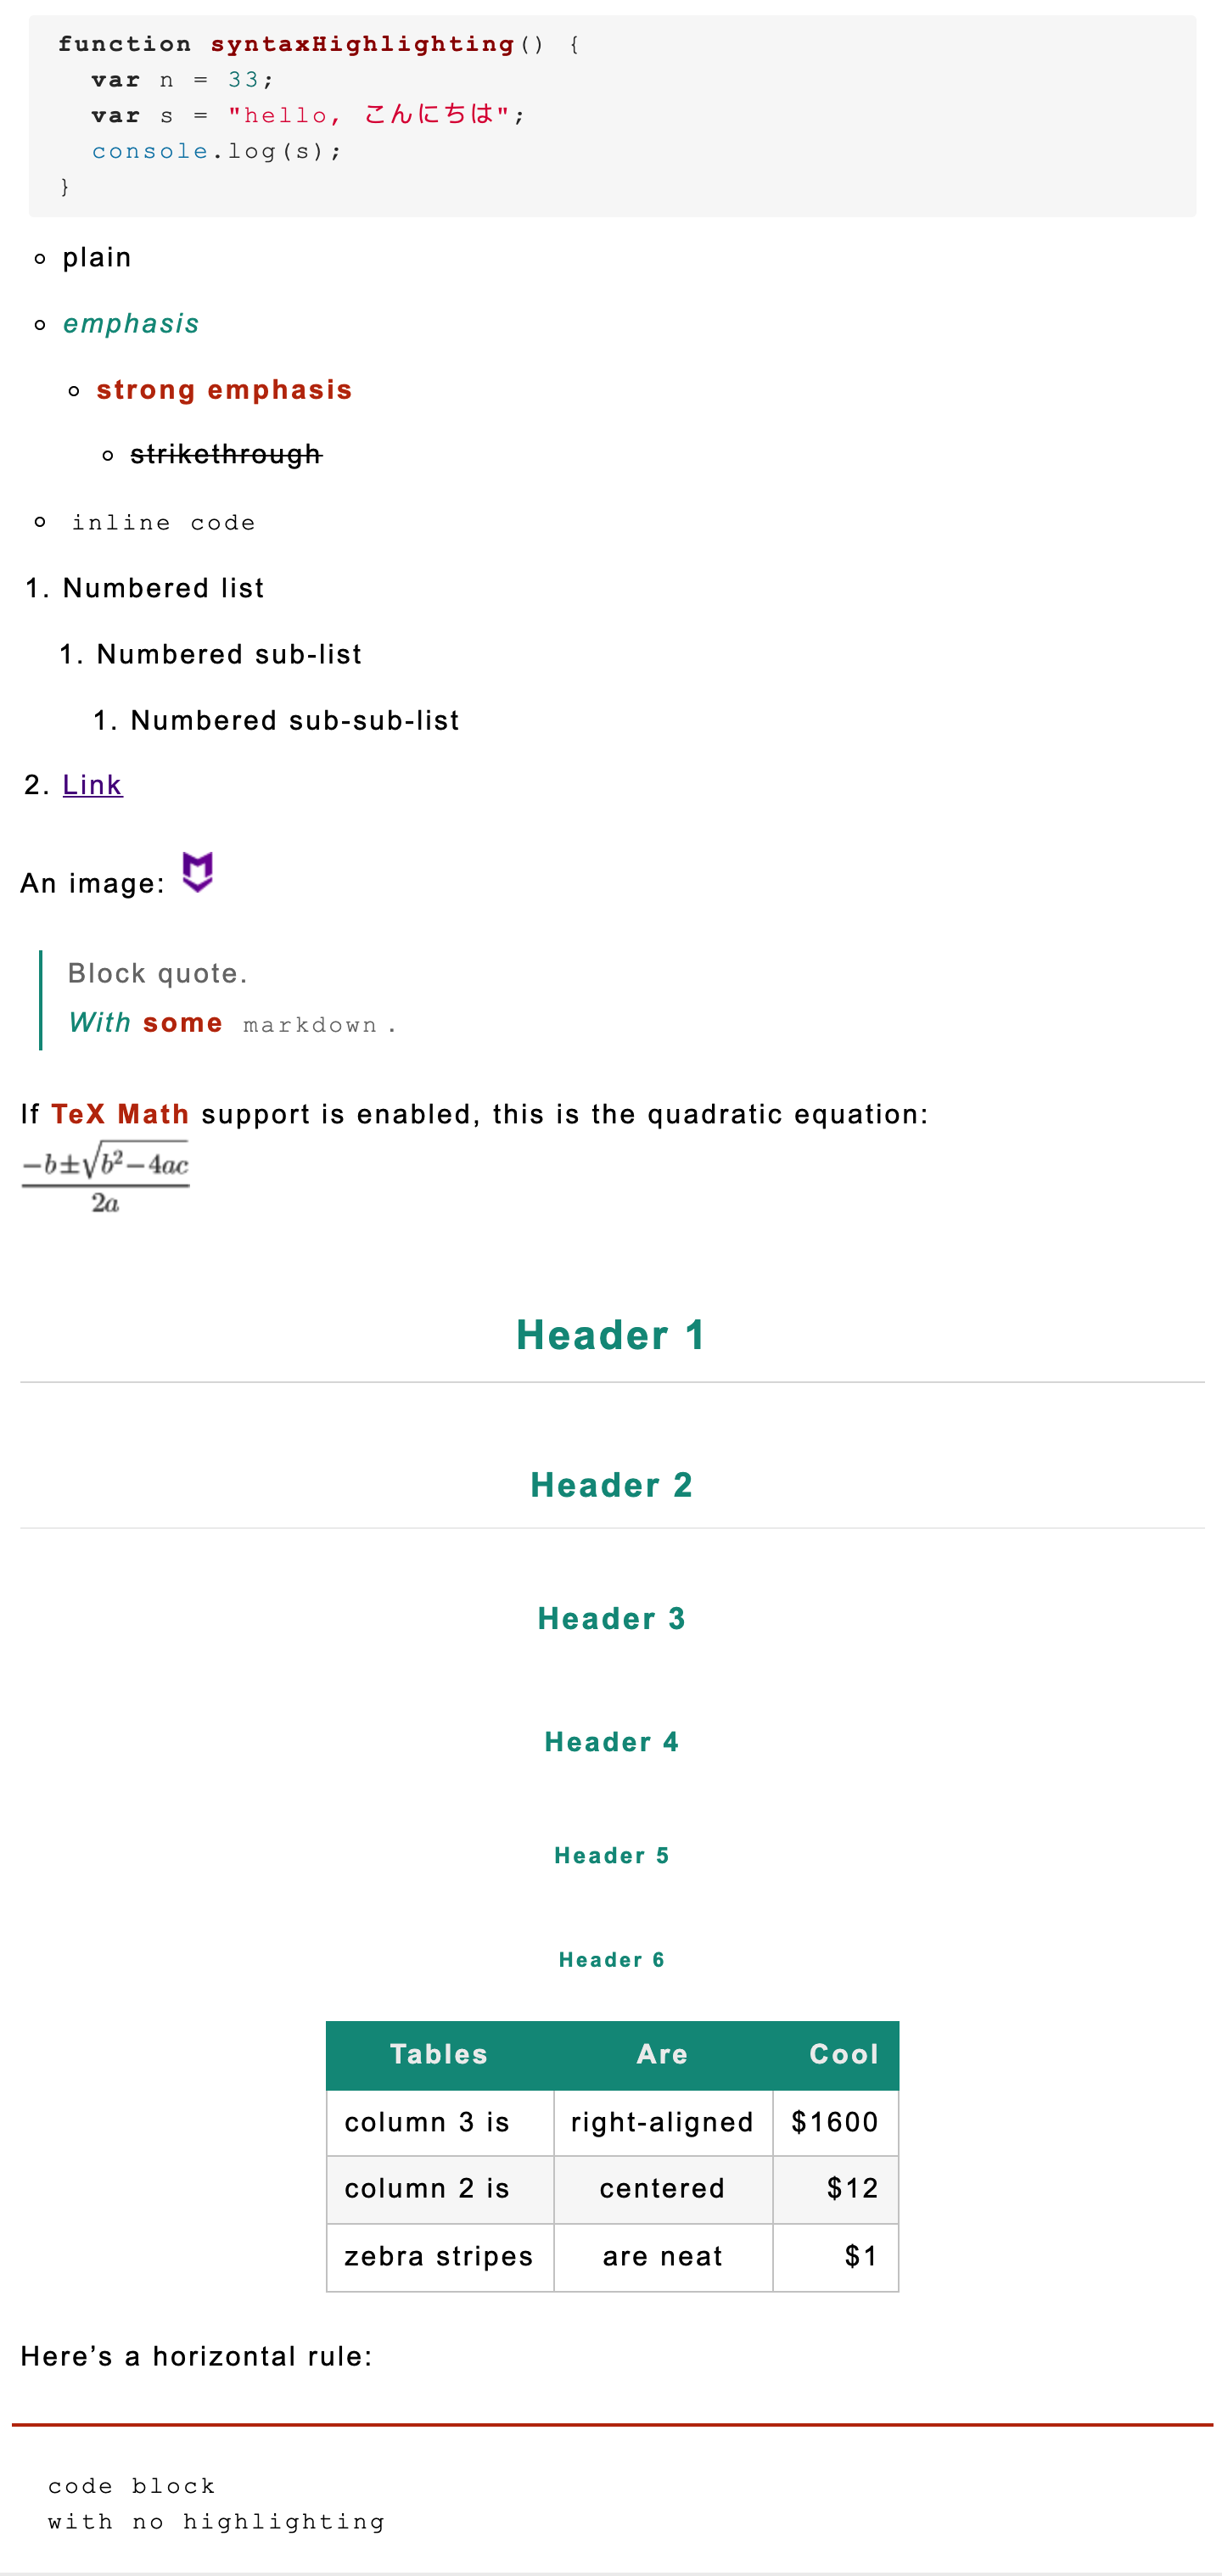 function syntaxHighlighting() {
  var n = 33;
  var s = "hello, こんにちは";
  console.log(s);
}
plain
emphasis
strong emphasis
strikethrough
inline code
1. Numbered list
1. Numbered sub-list
1. Numbered sub-sub-list
2. Link
An image:
Block quote.
With some markdown.
If TeX Math support is enabled, this is the quadratic equation:
−b±√b²−4ac
2a
Header 1
Header 2
Header 3
Header 4
Header 5
Header 6
Tables Are Cool
column 3 is right-aligned $1600
column 2 is centered $12
zebra stripes are neat $1
Here’s a horizontal rule:
code block
with no highlighting